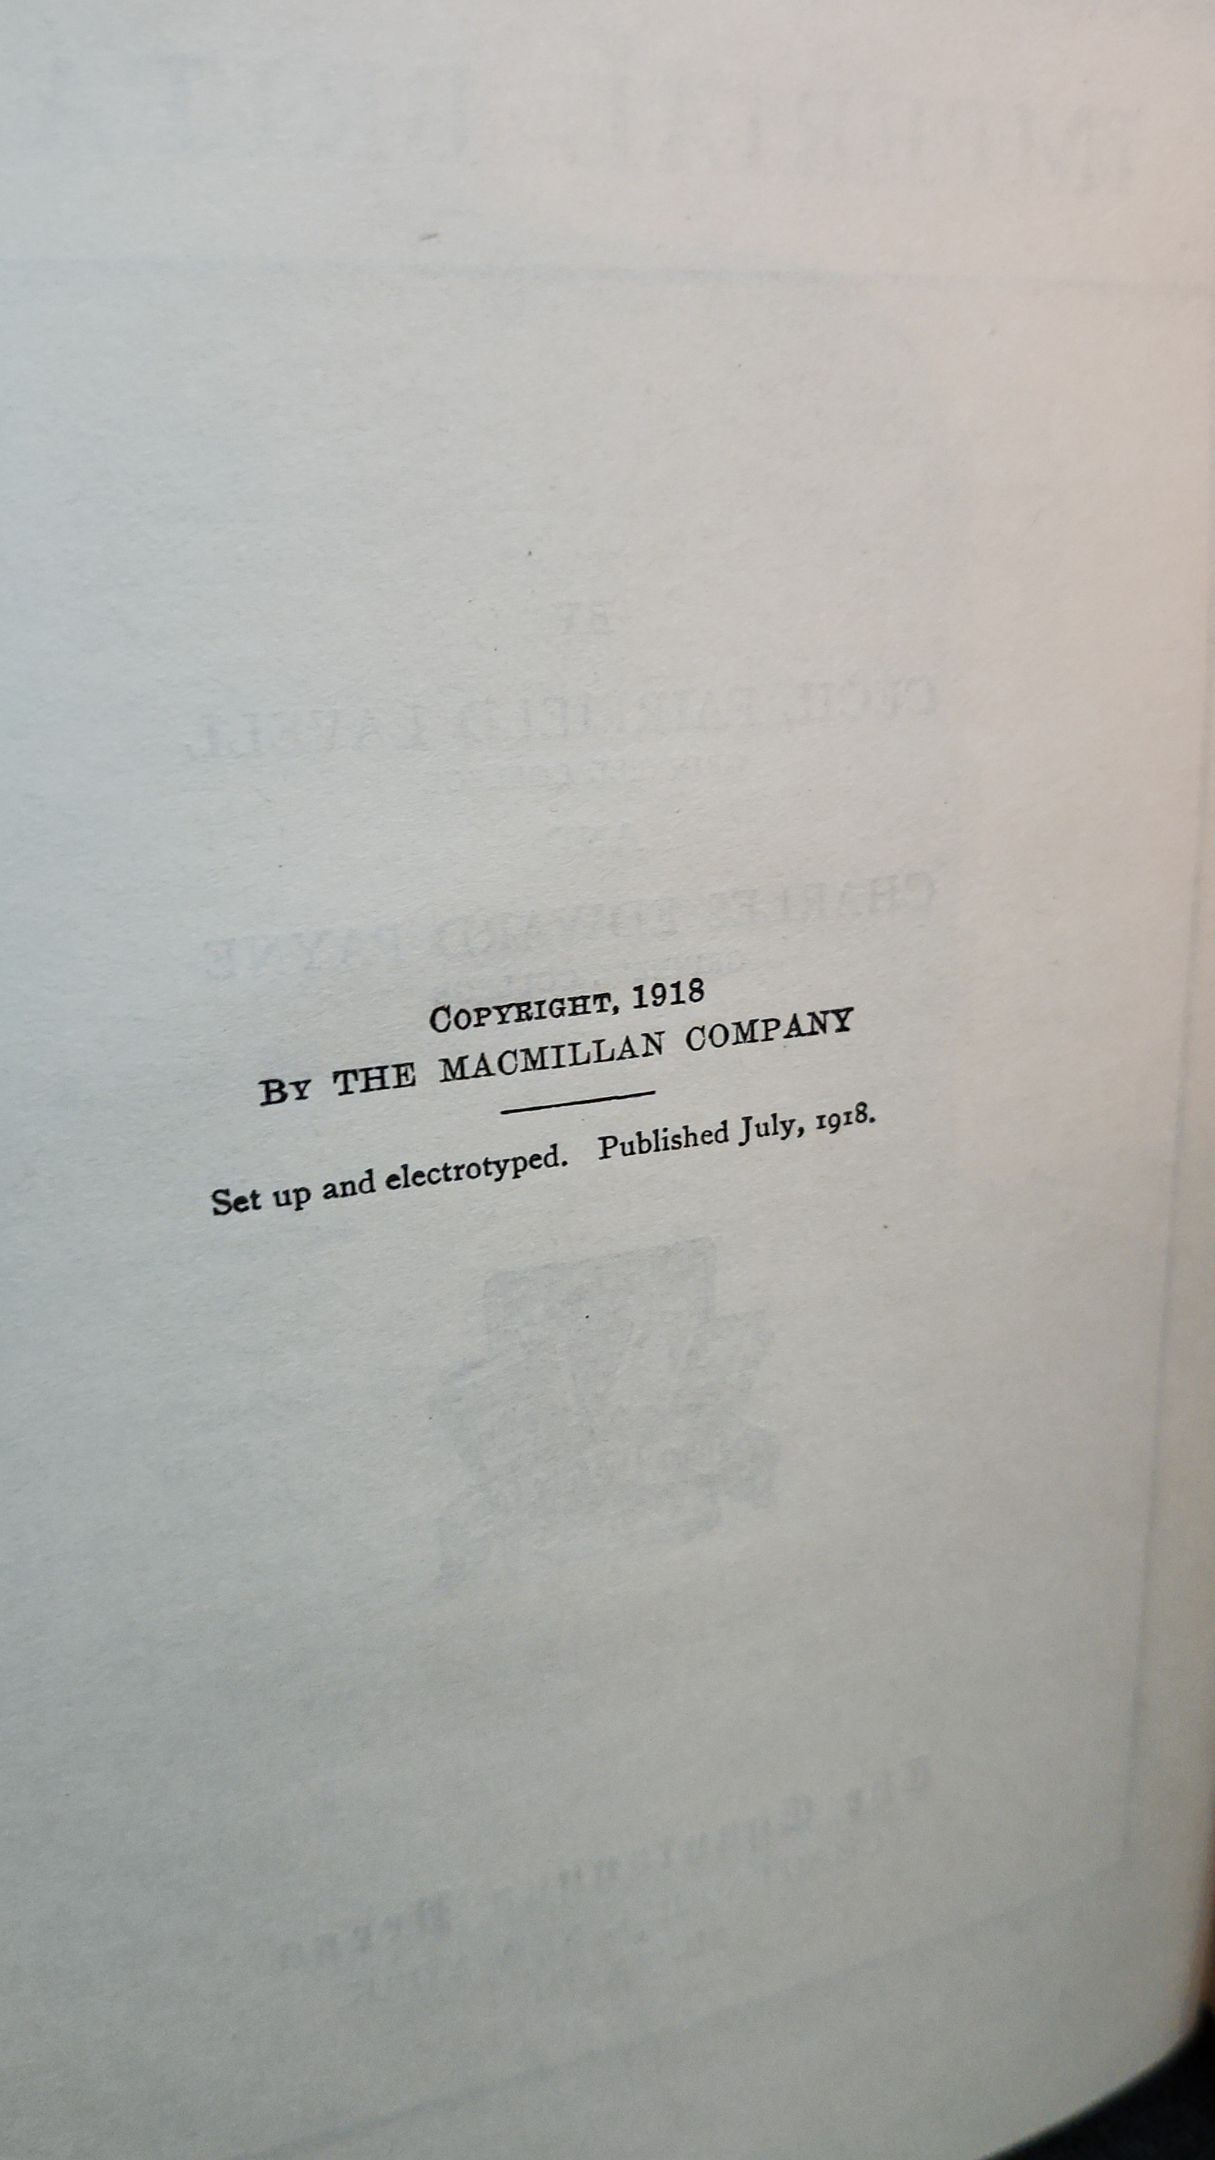 COPYRIGHT, 1918
BY THE MACMILLAN COMPANY
Set up and electrotyped. Published July, 1918.